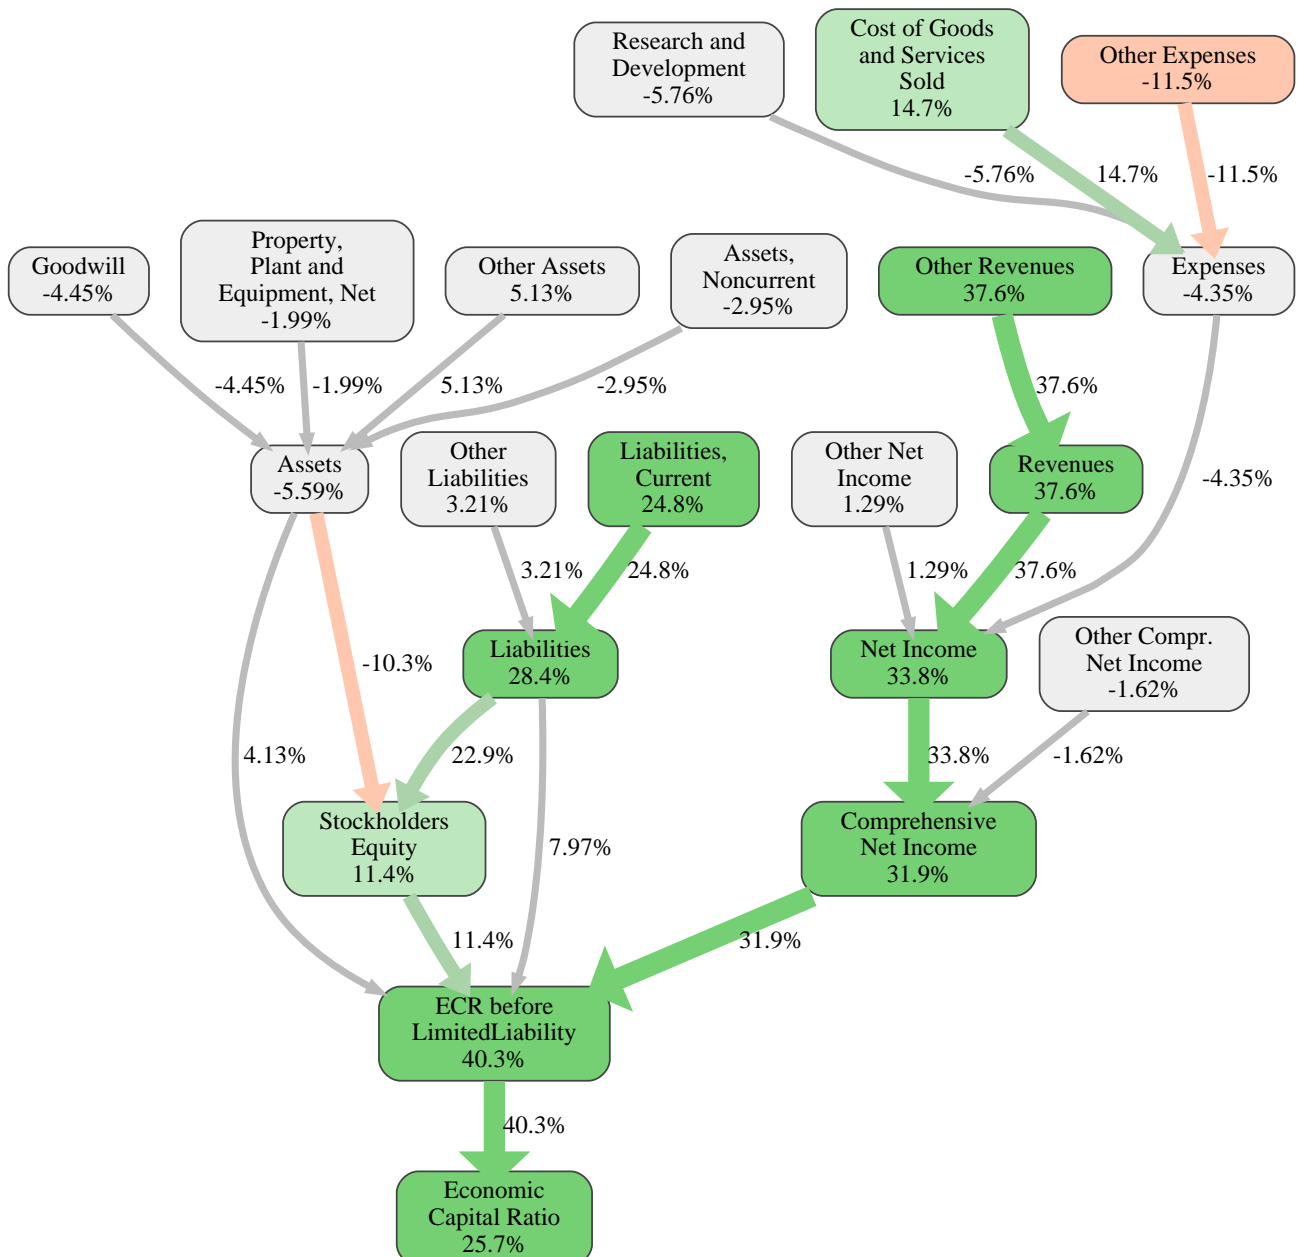 Research and
Development
-5.76%
Cost of Goods
and Services
Sold
14.7%
Other Expenses
-11.5%
-5.76%
14.7%
-11.5%
Goodwill
-4.45%
Property,
Plant and
Equipment, Net
-1.99%
Other Assets
5.13%
Assets,
Noncurrent
-2.95%
Other Revenues
37.6%
Expenses
-4.35%
-4.45%
-1.99%
5.13%
-2.95%
37.6%
Assets
-5.59%
Other
Liabilities
3.21%
Liabilities,
Current
24.8%
Other Net
Income
1.29%
Revenues
37.6%
-4.35%
3.21%
24.8%
1.29%
37.6%
-10.3%
Liabilities
28.4%
Net Income
33.8%
Other Compr.
Net Income
-1.62%
4.13%
22.9%
33.8%
-1.62%
Stockholders
Equity
11.4%
7.97%
Comprehensive
Net Income
31.9%
11.4%
31.9%
ECR before
LimitedLiability
40.3%
40.3%
Economic
Capital Ratio
25.7%